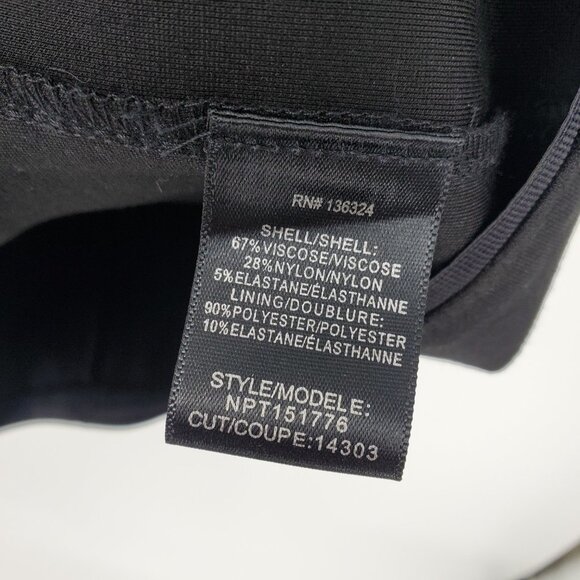 RN# 136324
SHELL/SHELL:
67%VISCOSE/VISCOSE
28%NYLON/NYLON
5%ELASTANE/ÉLASTHANNE
LINING/DOUBLURE:
90%POLYESTER/POLYESTER
10%ELASTANE/ÉLASTHANNE
STYLE/MODELE:
NPT151776
CUT/COUPE:14303